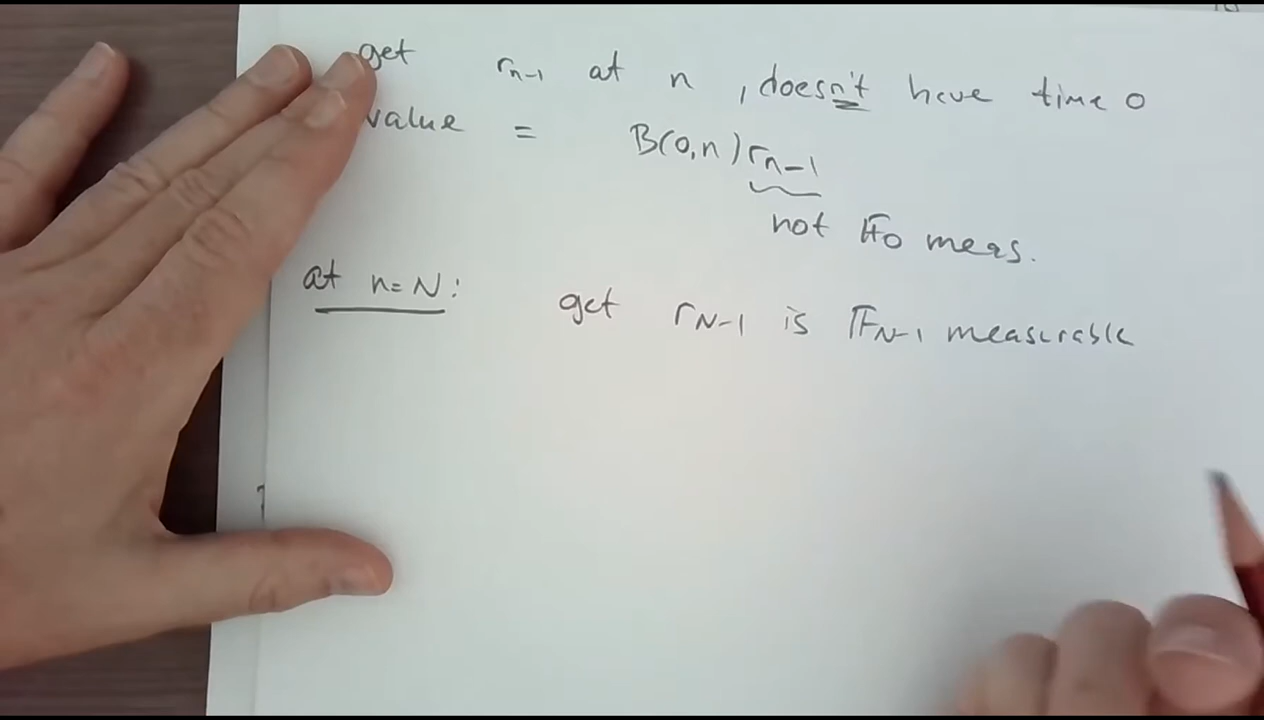 get r_{n-1} at n , doesn't have time 0
value = B(0,n) r_{n-1}
not F_0 meas.
at n=N: get r_{N-1} is F_{N-1} measurable